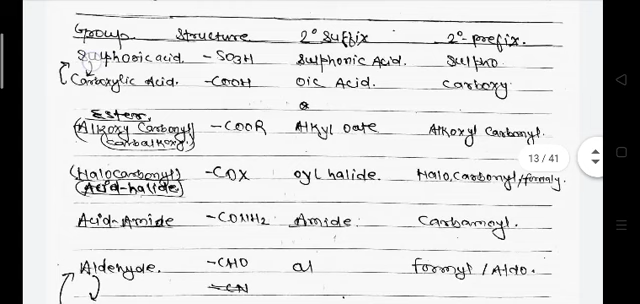 Group. Structure 2° Suffix 2°-prefix.
Sulphonic acid. -SO3H Sulphonic Acid. Sulpho
Carboxylic Acid. -COOH oic Acid. carboxy
Ester,
(Alkoxy Carbonyl) -COOR Alkyl oate Alkoxyl Carbonyl.
(carbalkoxy)
13/41
(Halocarbonyl) -COX oyl halide. Halo, Carbonyl/formly.
(Acid-halide)
Acid-Amide -CONH2 Amide. Carbamoyl.
Aldehyde. -CHO al formyl/Aldo.
-CN